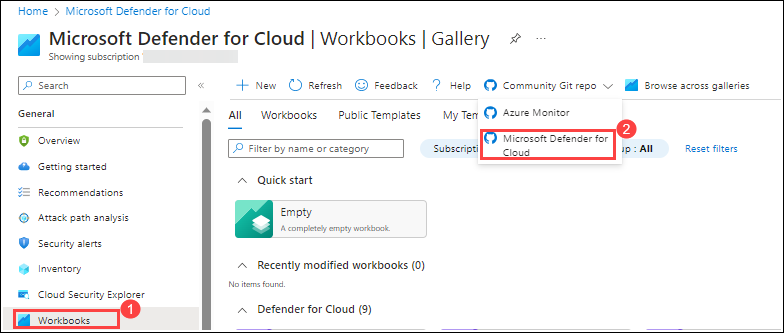 Home > Microsoft Defender for Cloud
Microsoft Defender for Cloud | Workbooks | Gallery
...
Showing subscription
Search
«
+ New
Refresh
Feedback
? Help
Community Git repo
Browse across galleries
General
Overview
Getting started
Recommendations
Attack path analysis
Security alerts
Inventory
Cloud Security Explorer
Workbooks
1
All
Workbooks
Public Templates
My Tem
Azure Monitor
Microsoft Defender for
Cloud
2
Filter by name or category
Subscription
up : All
Reset filters
Quick start
Empty
A completely empty workbook.
Recently modified workbooks (0)
No items found.
Defender for Cloud (9)